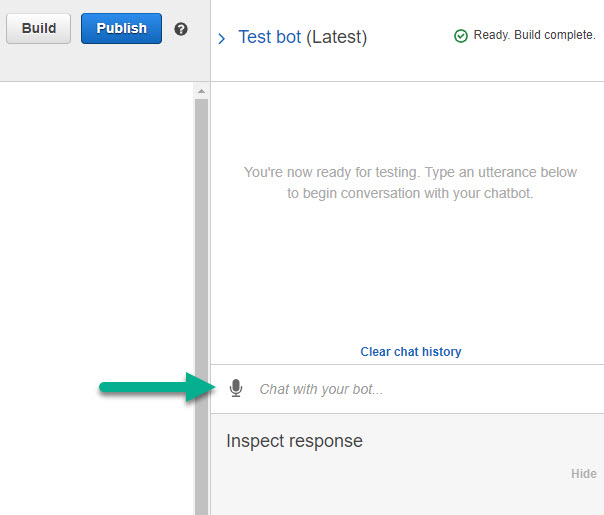 Build
Publish
?
Test bot (Latest)
Ready. Build complete.
You're now ready for testing. Type an utterance below
to begin conversation with your chatbot.
Clear chat history
Chat with your bot...
Inspect response
Hide